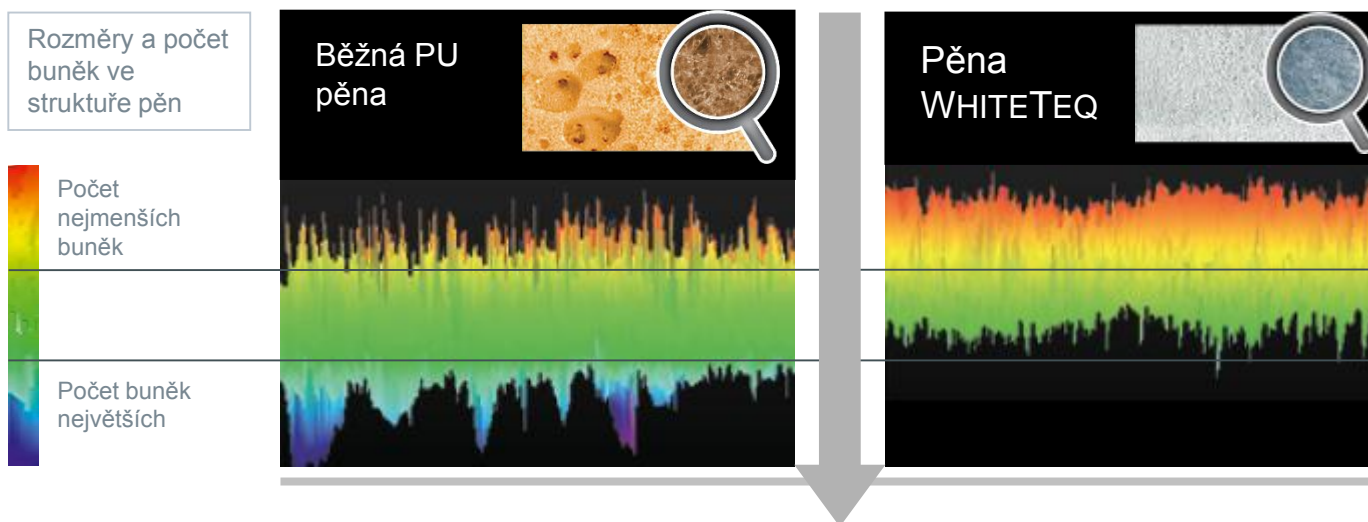 Rozměry a počet
buněk ve
struktuře pěn
Běžná PU
pěna
Pěna
WHITETEQ
Počet
nejmenších
buněk
Počet buněk
největších